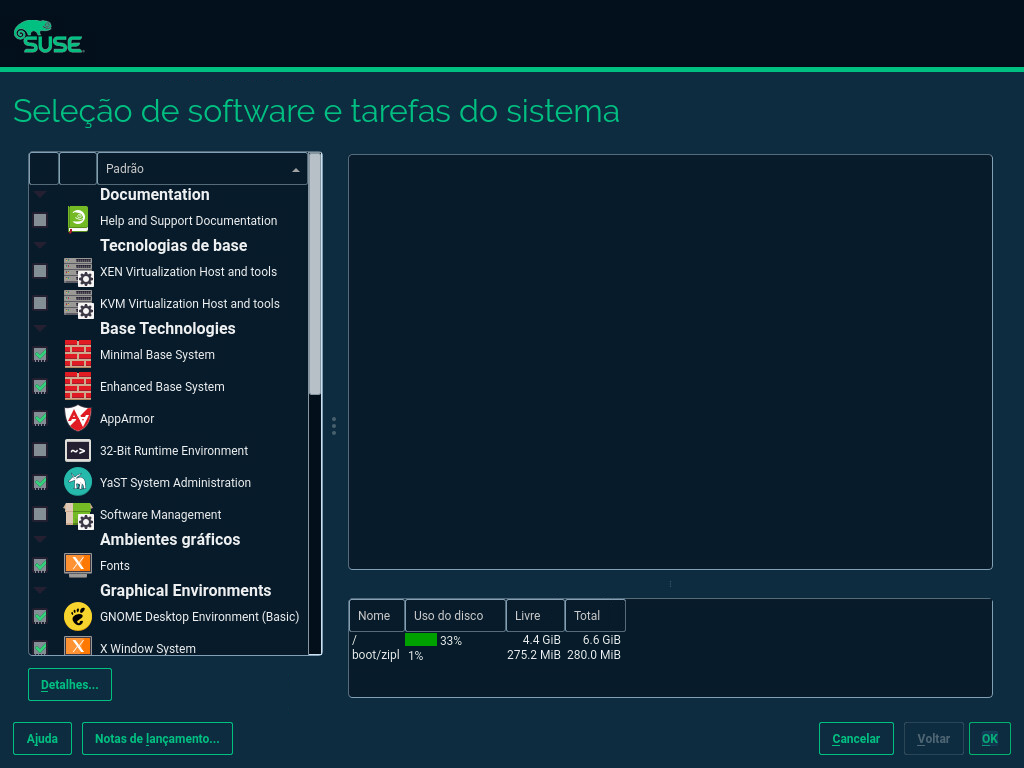 SUSE
Seleção de software e tarefas do sistema
Padrão
Documentation
Help and Support Documentation
Tecnologias de base
XEN Virtualization Host and tools
KVM Virtualization Host and tools
Base Technologies
Minimal Base System
Enhanced Base System
AppArmor
~>
32-Bit Runtime Environment
YaST System Administration
Software Management
Ambientes gráficos
X
Fonts
Graphical Environments
GNOME Desktop Environment (Basic)
X
X Window System
Nome Uso do disco Livre Total
/ 33% 4.4 GiB 6.6 GiB
boot/zipl 1% 275.2 MiB 280.0 MiB
Detalhes...
Ajuda Notas de lançamento... Cancelar Voltar OK